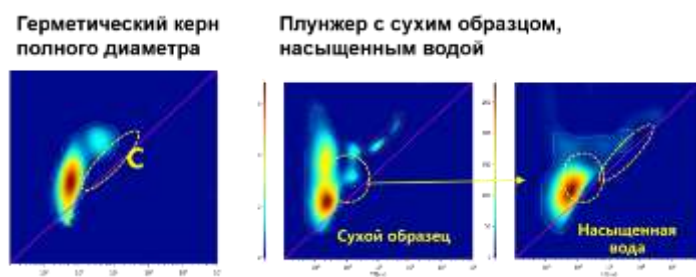 Герметический керн
полного диаметра
Плунжер с сухим образцом,
насыщенным водой
С
Сухой образец
Насыщенная
вода